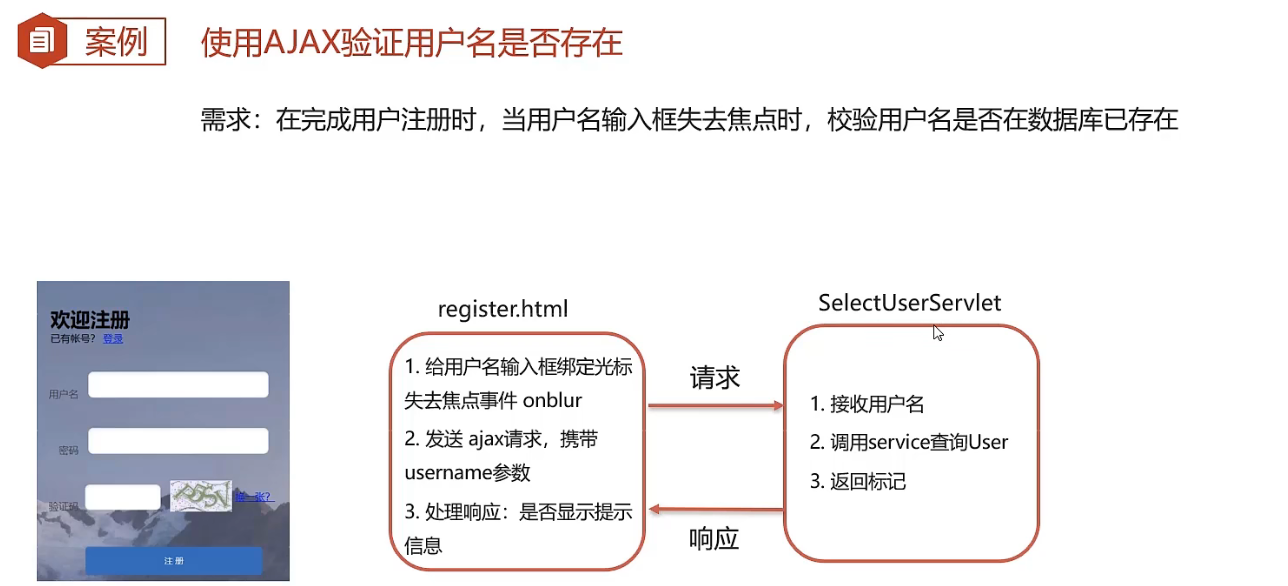 案例
使用AJAX验证用户名是否存在
需求：在完成用户注册时，当用户名输入框失去焦点时，校验用户名是否在数据库已存在
欢迎注册
已有帐号？ 登录
用户名
密码
验证码
换一张？
注 册
register.html
1. 给用户名输入框绑定光标
失去焦点事件 onblur
2. 发送 ajax请求，携带
username参数
3. 处理响应：是否显示提示
信息
请求
响应
SelectUserServlet
1. 接收用户名
2. 调用service查询User
3. 返回标记